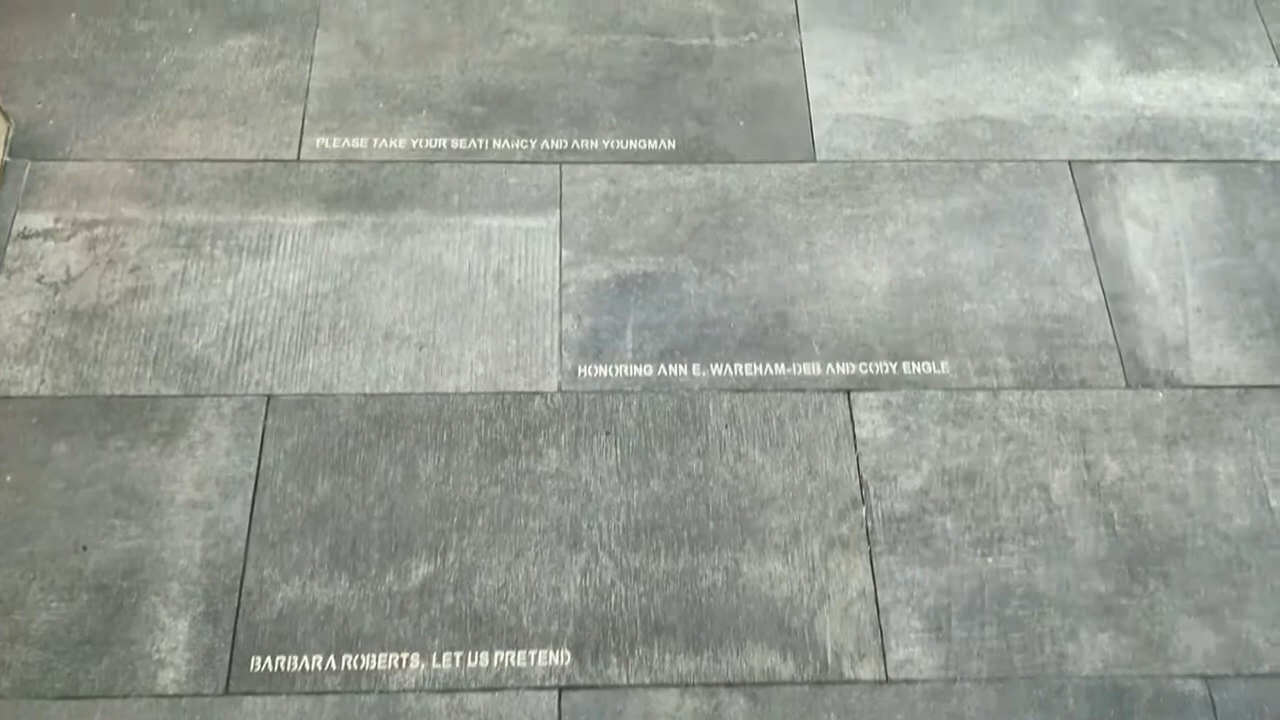 PLEASE TAKE YOUR SEAT! NANCY AND ARN YOUNGMAN
HONORING ANN E. WAREHAM-DEB AND CODY ENGLE
BARBARA ROBERTS, LET US PRETEND